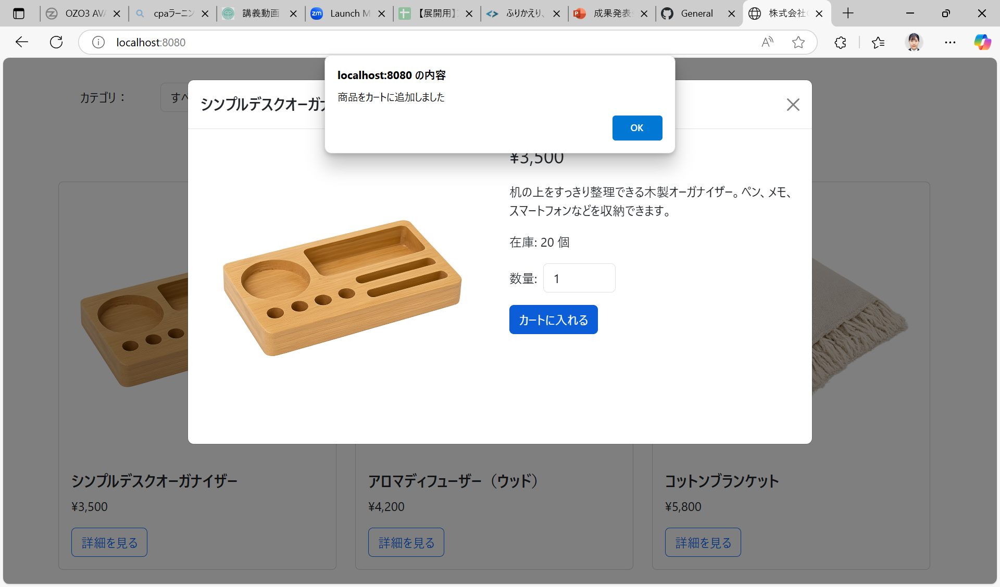 OZO3 AVA
cpaラーニン
講義動画
zm
Launch M
【展開用】
ふりかえり、
成果発表
General
株式会社
localhost:8080
localhost:8080 の内容
商品をカートに追加しました
OK
カテゴリ：
すべ
シンプルデスクオーガナ
¥3,500
机の上をすっきり整理できる木製オーガナイザー。ペン、メモ、
スマートフォンなどを収納できます。
在庫: 20 個
数量: 1
カートに入れる
シンプルデスクオーガナイザー
¥3,500
詳細を見る
アロマディフューザー（ウッド）
¥4,200
詳細を見る
コットンブランケット
¥5,800
詳細を見る